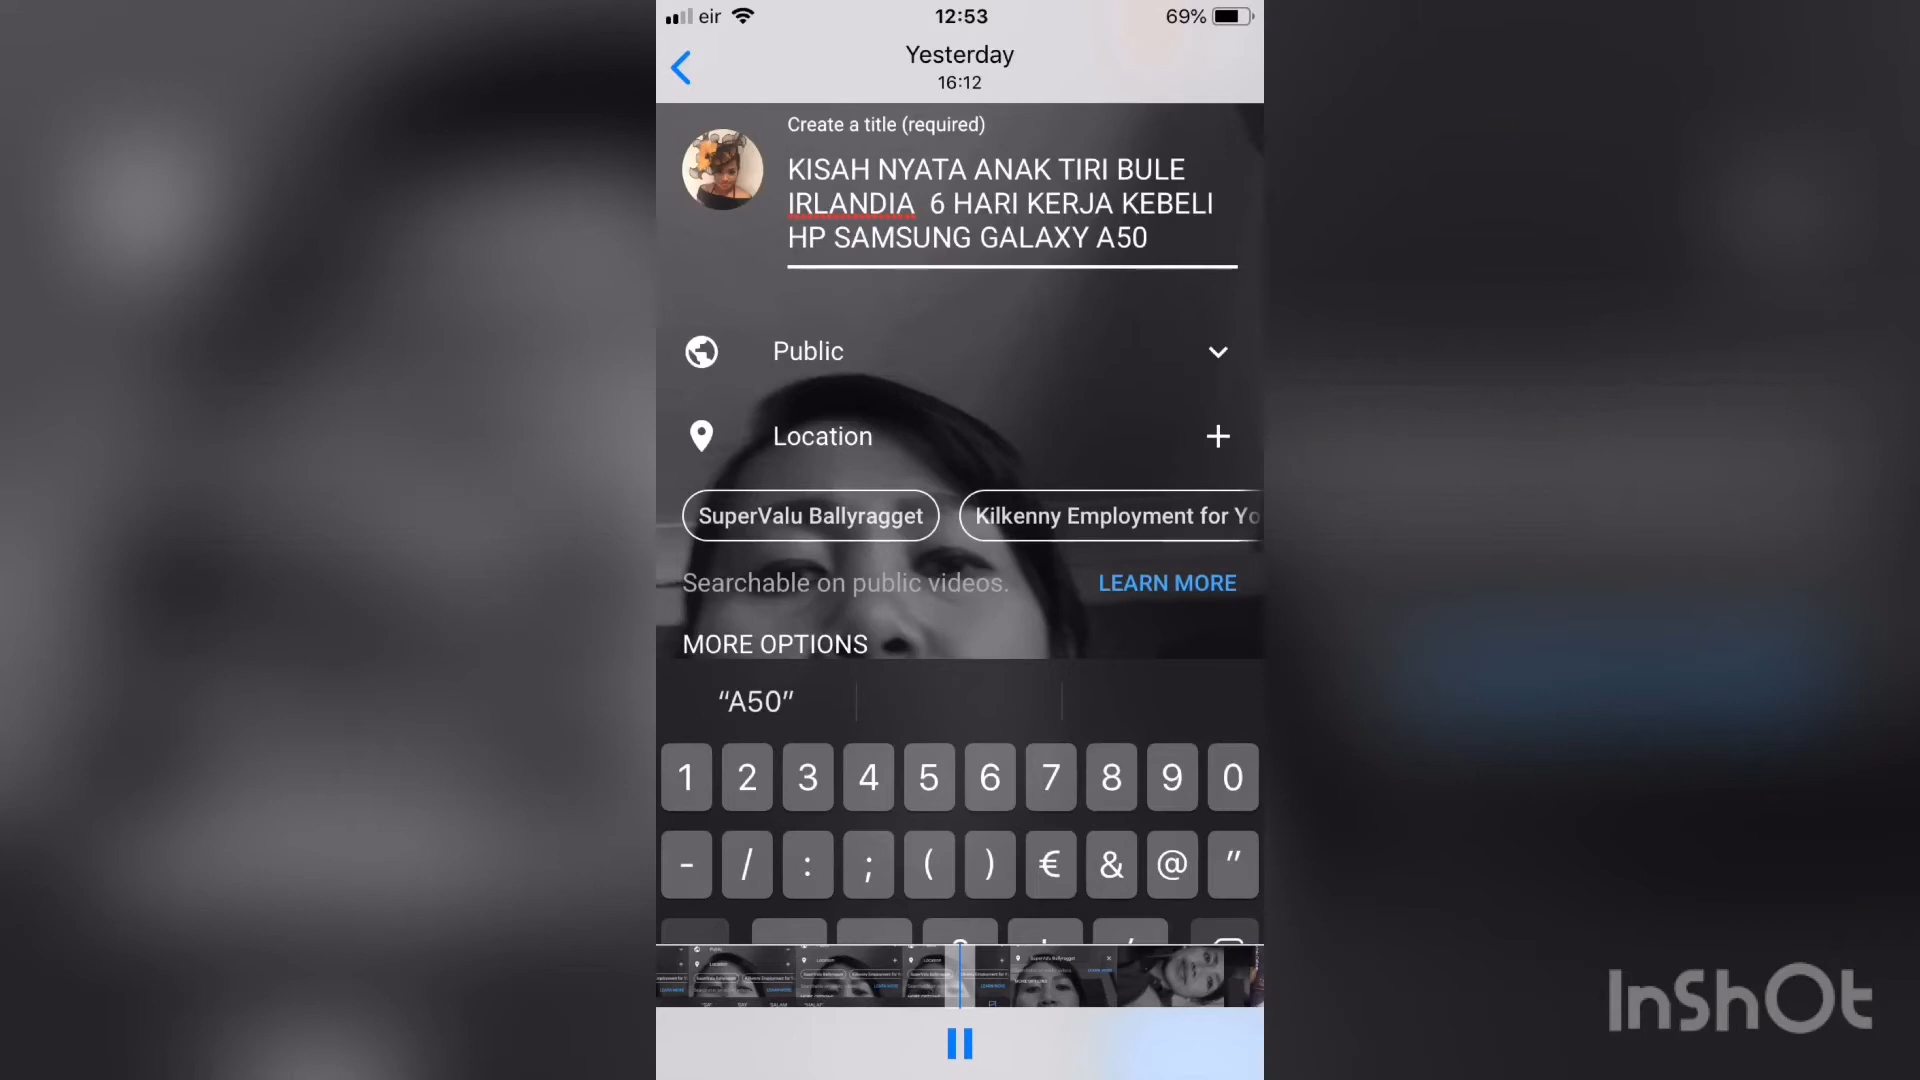 eir
12:53
69%
Yesterday
16:12
Create a title (required)
KISAH NYATA ANAK TIRI BULE
IRLANDIA 6 HARI KERJA KEBELI
HP SAMSUNG GALAXY A50
Public
Location
SuperValu Ballyragget
Kilkenny Employment for Yo
Searchable on public videos.
LEARN MORE
MORE OPTIONS
“A50”
1 2 3 4 5 6 7 8 9 0
- / : ; ( ) € & @ "
InShOt